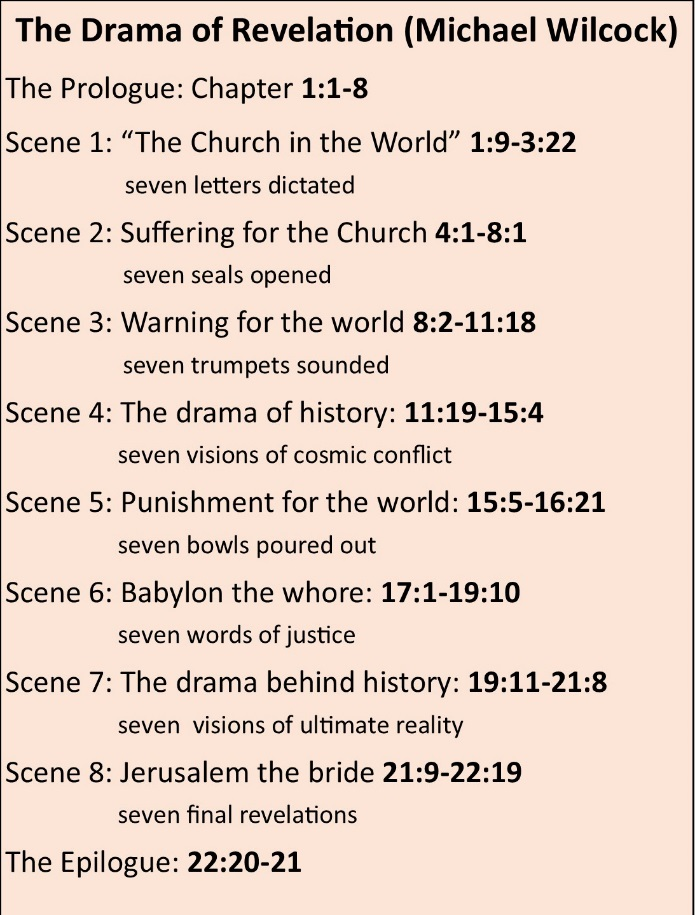 The Drama of Revelation (Michael Wilcock)
The Prologue: Chapter 1:1-8
Scene 1: “The Church in the World” 1:9-3:22
seven letters dictated
Scene 2: Suffering for the Church 4:1-8:1
seven seals opened
Scene 3: Warning for the world 8:2-11:18
seven trumpets sounded
Scene 4: The drama of history: 11:19-15:4
seven visions of cosmic conflict
Scene 5: Punishment for the world: 15:5-16:21
seven bowls poured out
Scene 6: Babylon the whore: 17:1-19:10
seven words of justice
Scene 7: The drama behind history: 19:11-21:8
seven  visions of ultimate reality
Scene 8: Jerusalem the bride 21:9-22:19
seven final revelations
The Epilogue: 22:20-21